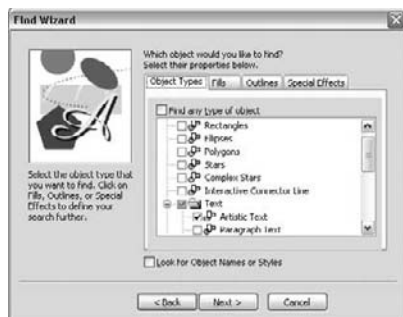 Find Wizard
Which object would you like to find?
Select their properties below.
Object Types
Fills
Outlines
Special Effects
Find any type of object
Rectangles
Ellipses
Polygons
Stars
Complex Stars
Interactive Connector Line
Text
Artistic Text
Paragraph Text
Select the object type that
you want to find. Click on
Fills, Outlines, or Special
Effects to define your
search further.
Look for Object Names or Styles
< Back
Next >
Cancel